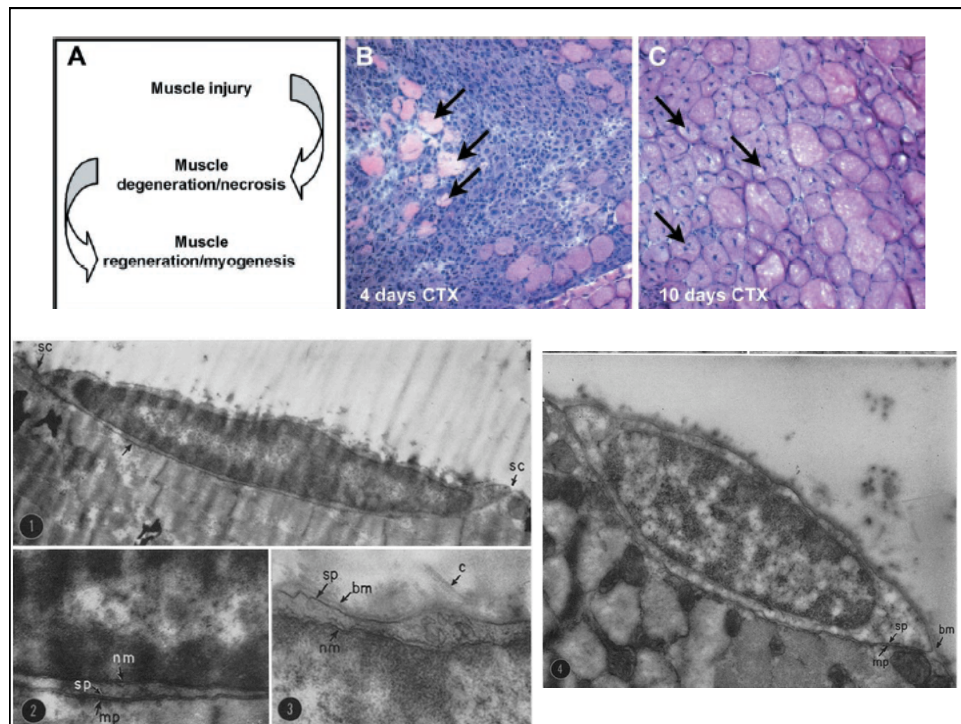 A
Muscle injury
Muscle
degeneration/necrosis
Muscle
regeneration/myogenesis
B
4 days CTX
C
10 days CTX
sc
sc
1
nm
sp
mp
2
sp
bm
c
nm
3
sp
bm
mp
4